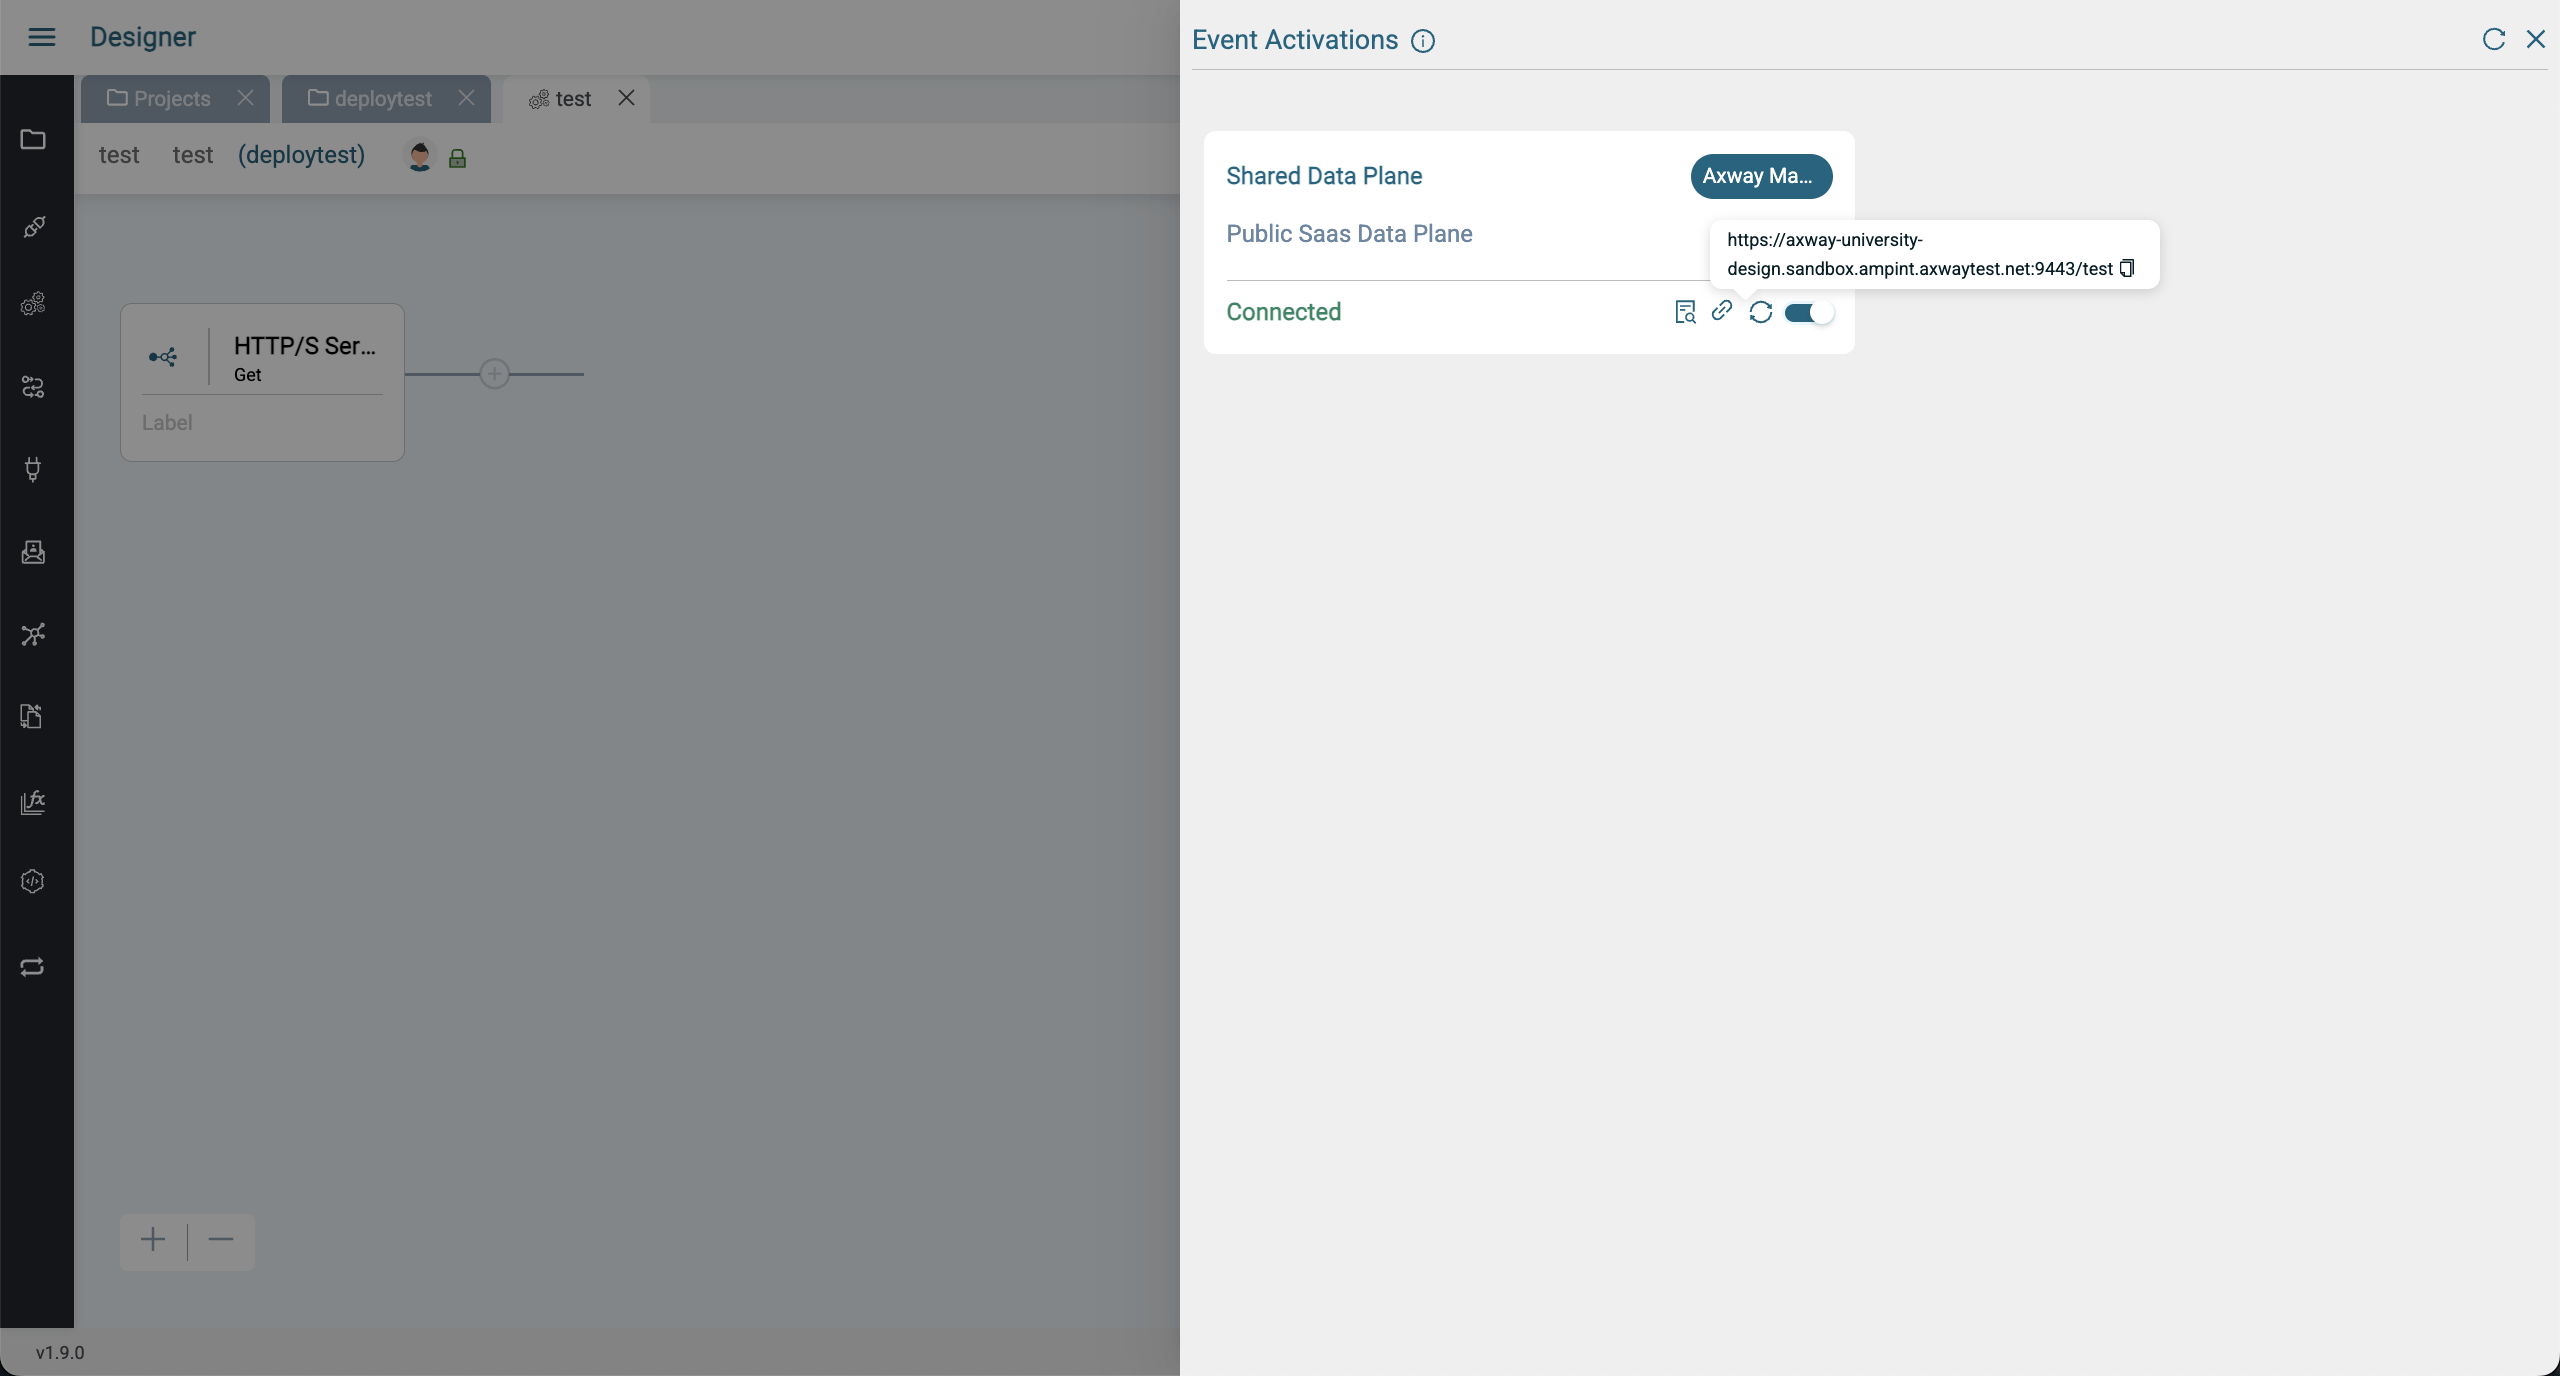 Designer
Event Activations
Projects
deploytest
test
test test (deploytest)
Shared Data Plane
Axway Ma...
Public Saas Data Plane
https://axway-university-
design.sandbox.ampint.axwaytest.net:9443/test
Connected
HTTP/S Ser...
Get
Label
v1.9.0